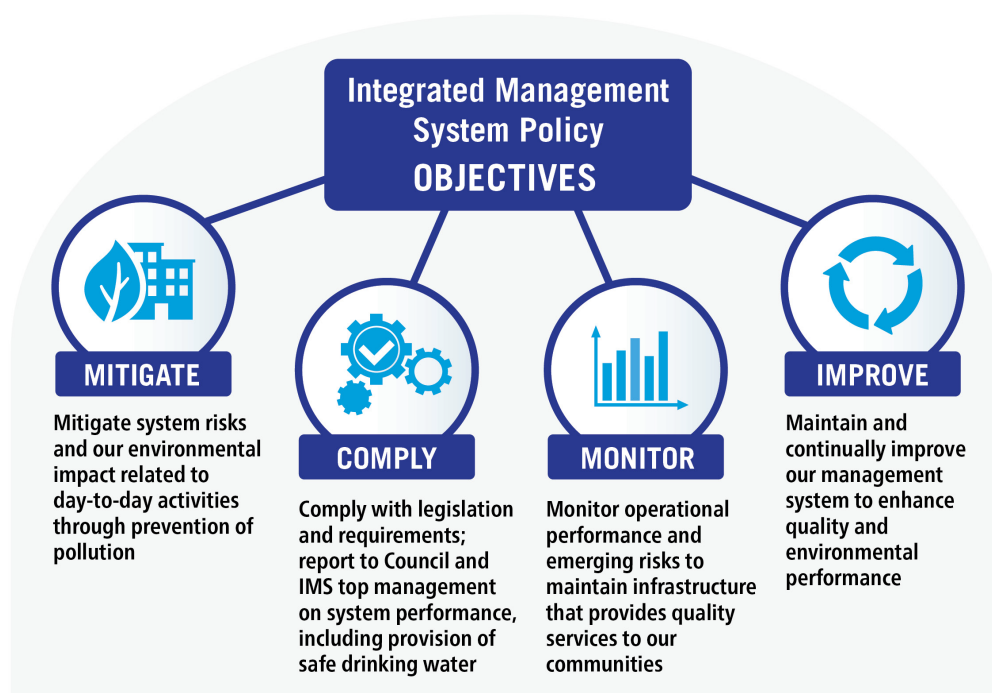 Integrated Management
System Policy
OBJECTIVES
MITIGATE
Mitigate system risks
and our environmental
impact related to
day-to-day activities
through prevention of
pollution
COMPLY
Comply with legislation
and requirements;
report to Council and
IMS top management
on system performance,
including provision of
safe drinking water
MONITOR
Monitor operational
performance and
emerging risks to
maintain infrastructure
that provides quality
services to our
communities
IMPROVE
Maintain and
continually improve
our management
system to enhance
quality and
environmental
performance